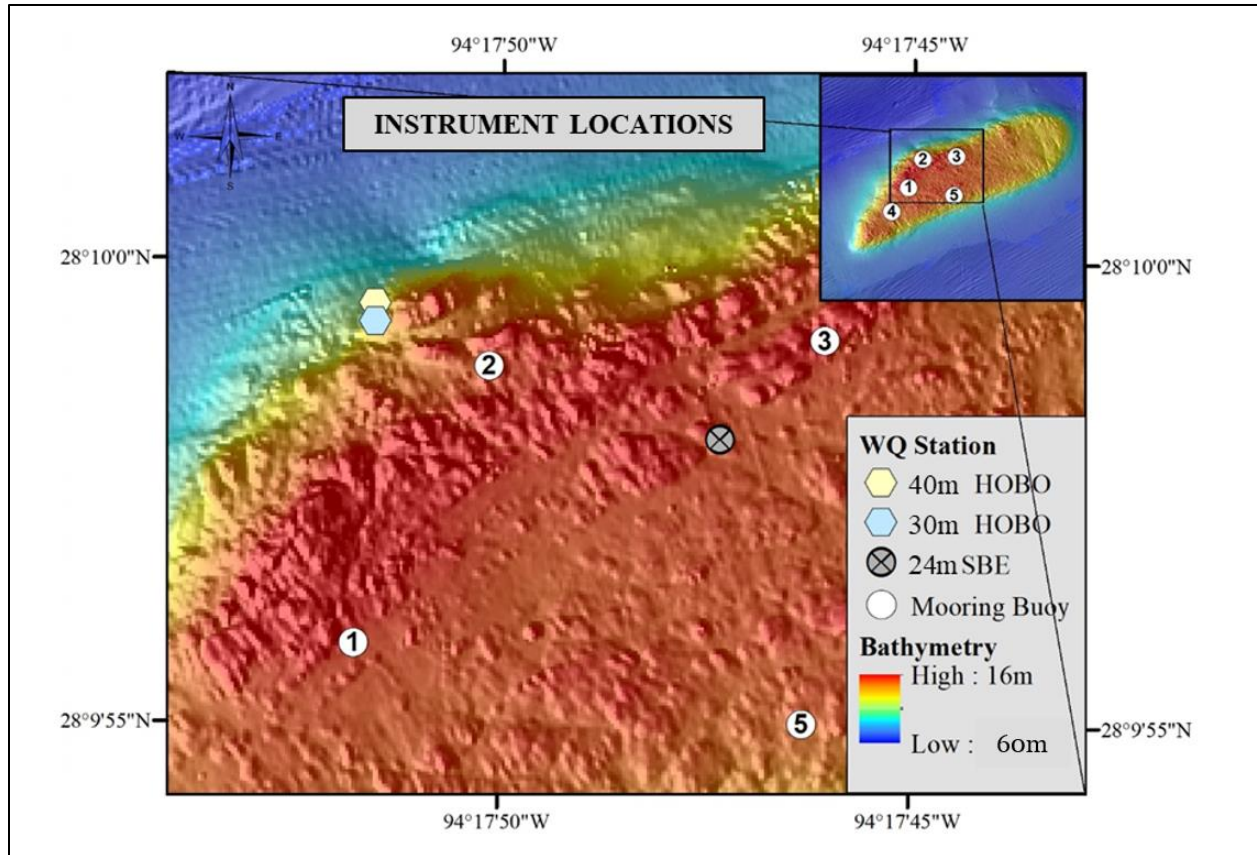 94°17'50"W
94°17'45"W
INSTRUMENT LOCATIONS
N
W
E
S
2
3
1
5
4
28°10'0"N
28°10'0"N
3
2
WQ Station
40m HOBO
30m HOBO
24m SBE
Mooring Buoy
1
Bathymetry
High : 16m
28°9'55"N
5
28°9'55"N
Low : 60m
94°17'50"W
94°17'45"W